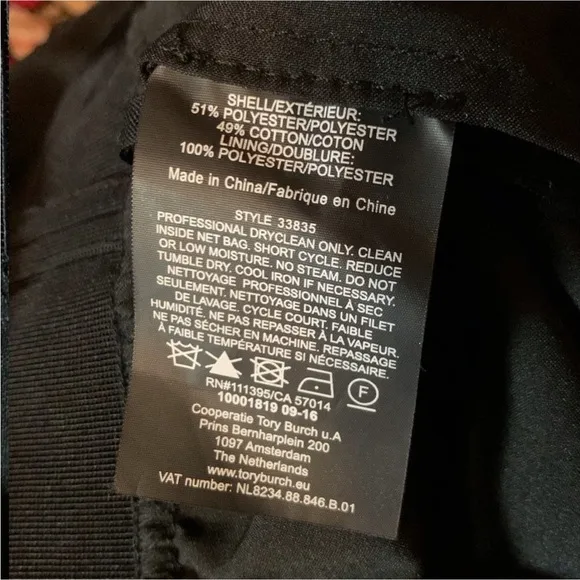 SHELL/EXTÉRIEUR:
51% POLYESTER/POLYESTER
49% COTTON/COTON
LINING/DOUBLURE:
100% POLYESTER/POLYESTER
Made in China/Fabrique en Chine
STYLE 33835
PROFESSIONAL DRYCLEAN ONLY. CLEAN
INSIDE NET BAG. SHORT CYCLE. REDUCE
OR LOW MOISTURE. NO STEAM. DO NOT
TUMBLE DRY. COOL IRON IF NECESSARY.
NETTOYAGE PROFESSIONNEL À SEC
SEULEMENT. NETTOYAGE DANS UN FILET
DE LAVAGE. CYCLE COURT, FAIBLE
HUMIDITÉ. NE PAS REPASSER À LA VAPEUR.
NE PAS SÉCHER EN MACHINE. REPASSAGE
À FAIBLE TEMPÉRATURE SI NÉCESSAIRE.
F
RN#111395/CA 57014
10001819 09-16
Cooperatie Tory Burch u.A
Prins Bernharplein 200
1097 Amsterdam
The Netherlands
www.toryburch.com
VAT number: NL8234.88.846.B.01